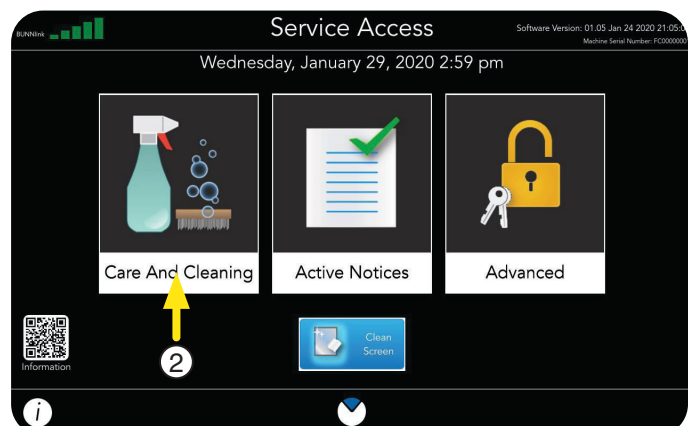 BUNNlink
Service Access
Software Version: 01.05 Jan 24 2020 21:05:0
Machine Serial Number: FC0000000
Wednesday, January 29, 2020 2:59 pm
Care And Cleaning
Active Notices
Advanced
Clean
Screen
Information
2
i